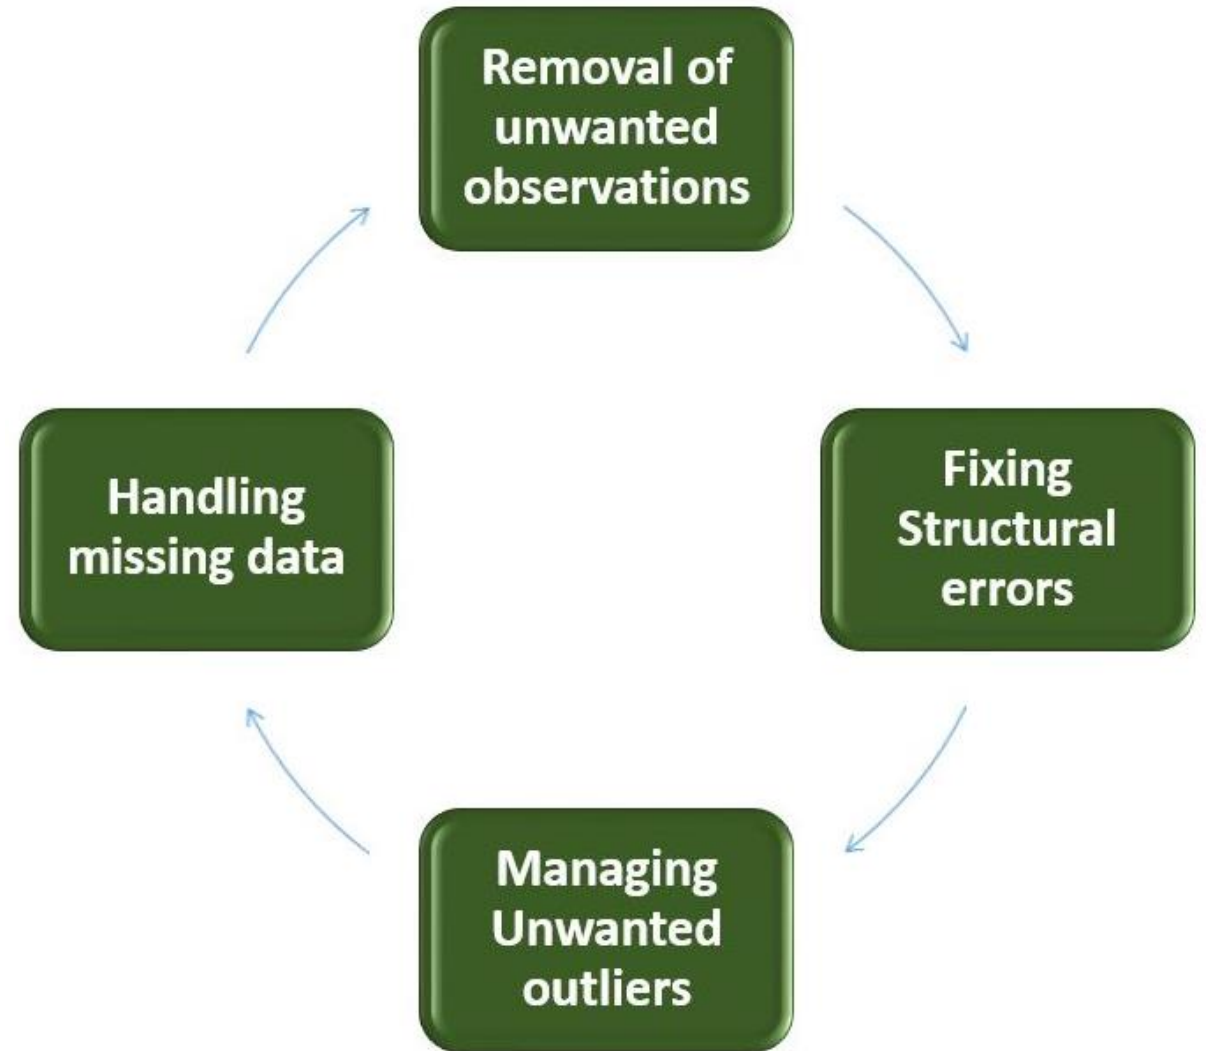 Removal of
unwanted
observations
Fixing
Structural
errors
Managing
Unwanted
outliers
Handling
missing data